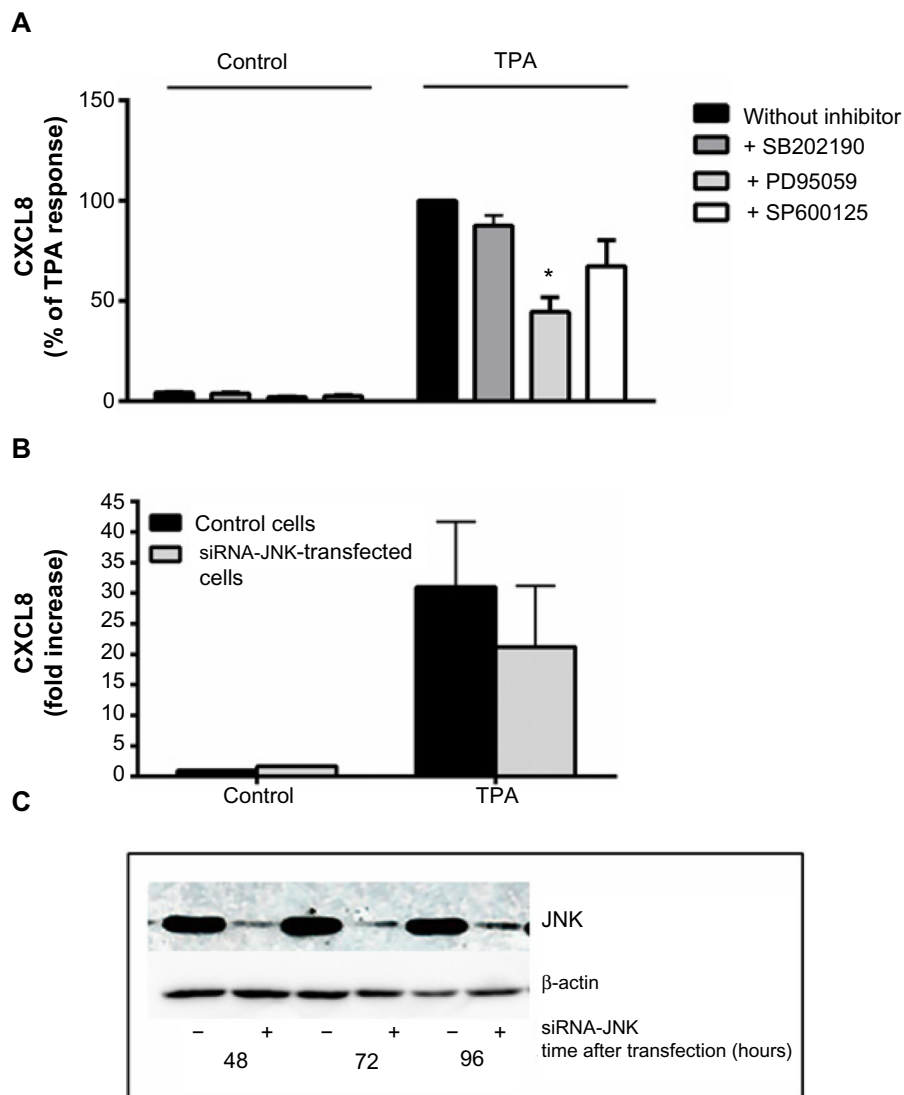 A
Control
TPA
150
100
50
0
CXCL8
(% of TPA response)
Without inhibitor
+ SB202190
+ PD95059
+ SP600125
*
B
45
40
35
30
25
20
15
10
5
0
CXCL8
(fold increase)
Control cells
siRNA-JNK-transfected
cells
Control
TPA
C
JNK
β-actin
− + − + − +
siRNA-JNK
48 72 96
time after transfection (hours)